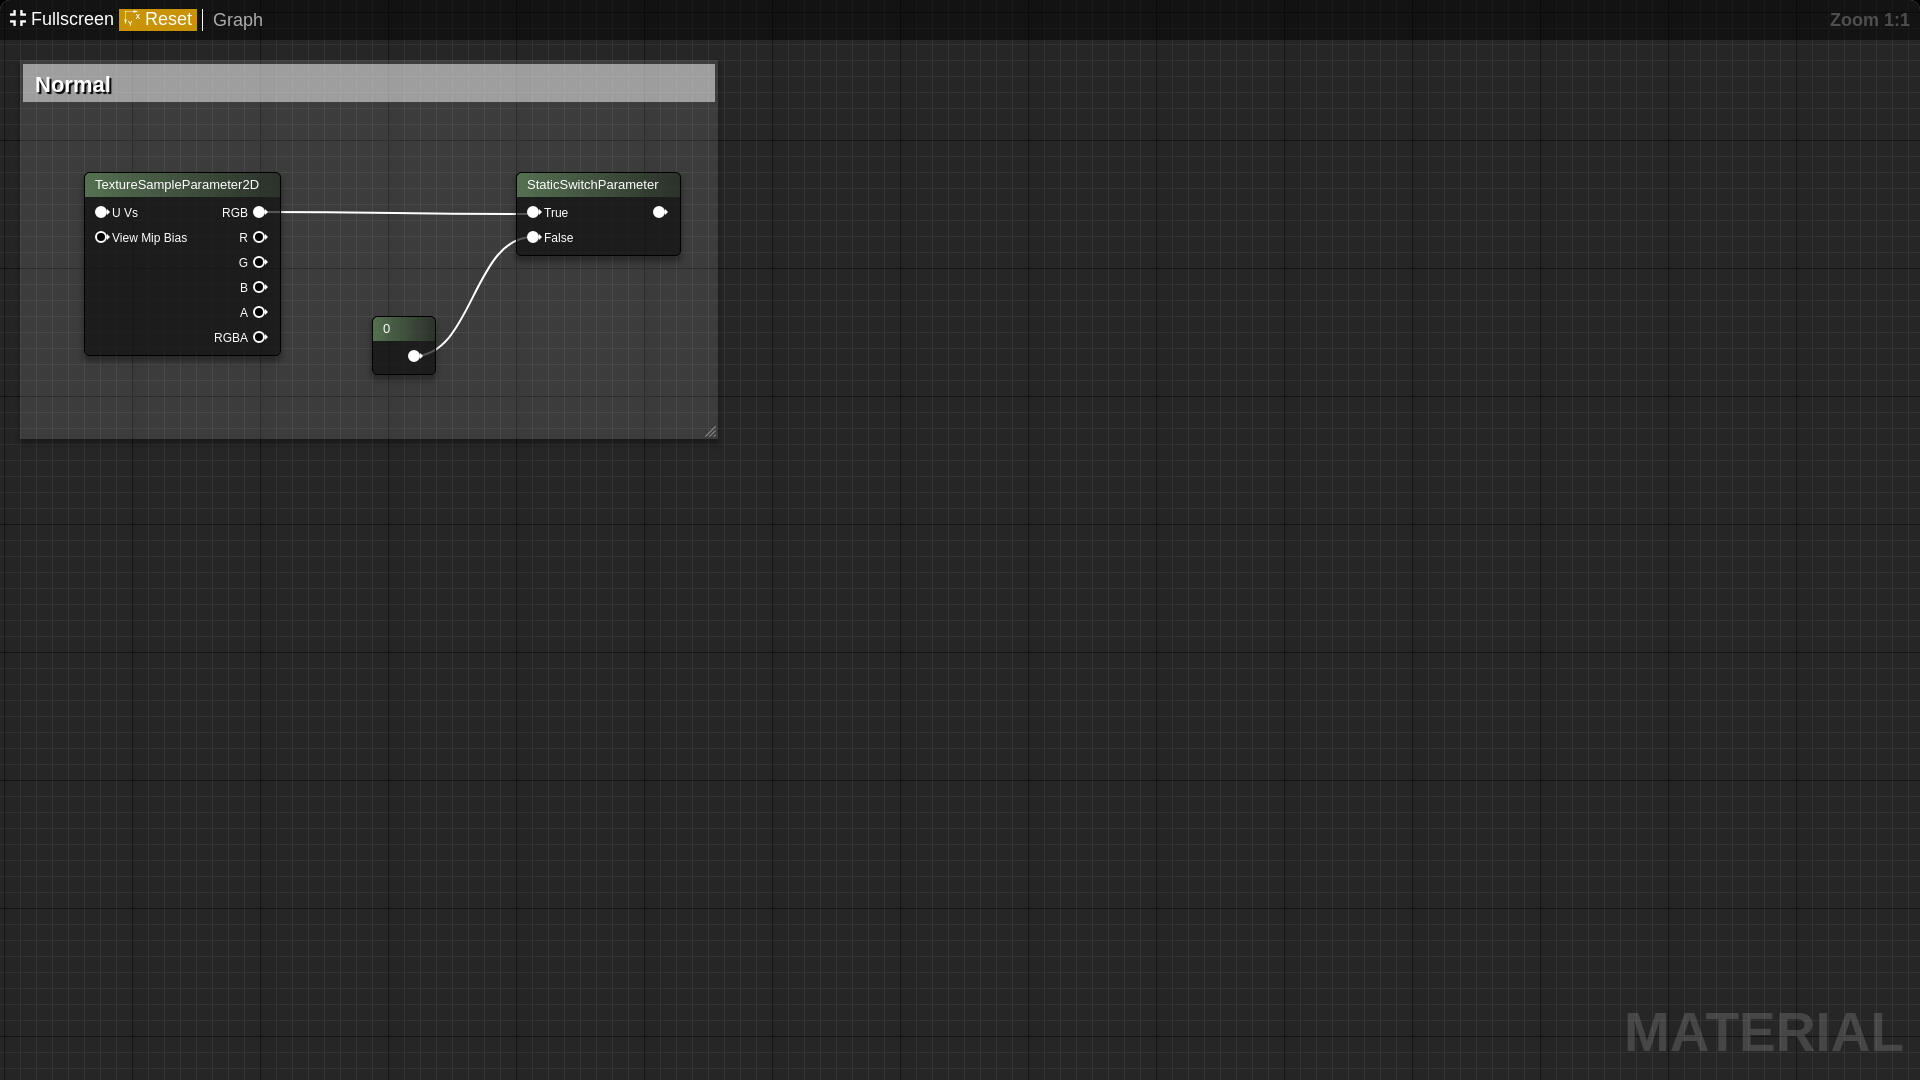 Fullscreen Reset Graph Zoom 1:1
Normal
TextureSampleParameter2D
U Vs RGB
View Mip Bias R
G
B
A
RGBA
StaticSwitchParameter
True
False
0
MATERIAL